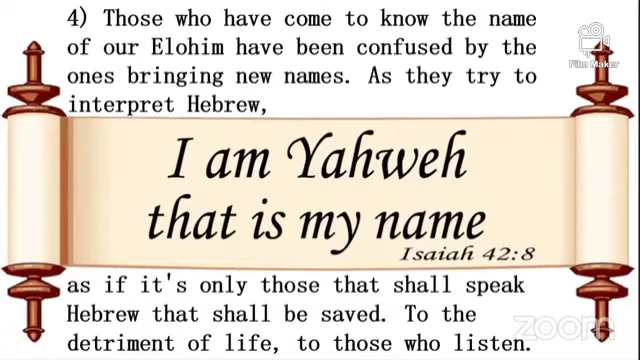 4) Those who have come to know the name
of our Elohim have been confused by the
ones bringing new names. As they try to
interpret Hebrew,
Film Maker
I am Yahweh
that is my name
Isaiah 42:8
as if it's only those that shall speak
Hebrew that shall be saved. To the
detriment of life, to those who listen.
zoom